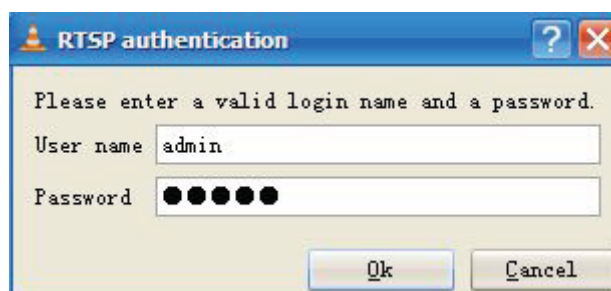 RTSP authentication
Please enter a valid login name and a password.
User name admin
Password ●●●●●
Ok Cancel